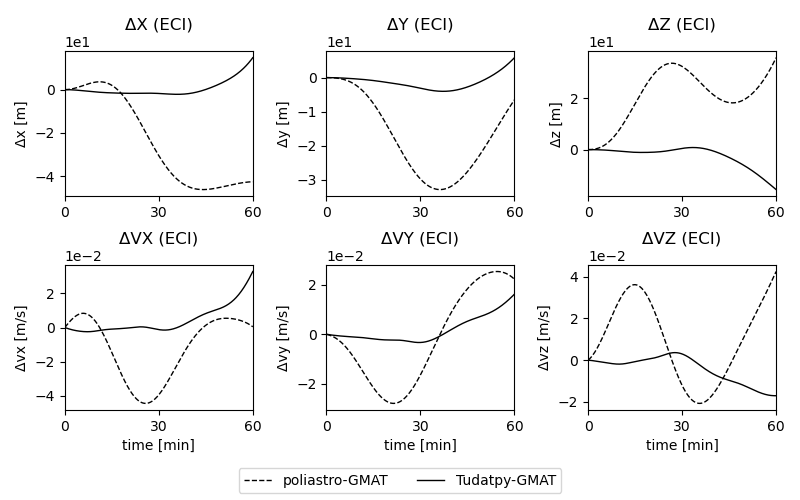 ΔX (ECI) ΔY (ECI) ΔZ (ECI)
1e1 1e1 1e1
Δx [m] 0 −2 −4
Δy [m] 0 −1 −2 −3
Δz [m] 2 0
0 30 60 0 30 60 0 30 60
ΔVX (ECI) ΔVY (ECI) ΔVZ (ECI)
1e−2 1e−2 1e−2
Δvx [m/s] 2 0 −2 −4
Δvy [m/s] 2 0 −2
Δvz [m/s] 4 2 0 −2
0 30 60 0 30 60 0 30 60
time [min] time [min] time [min]
poliastro-GMAT Tudatpy-GMAT